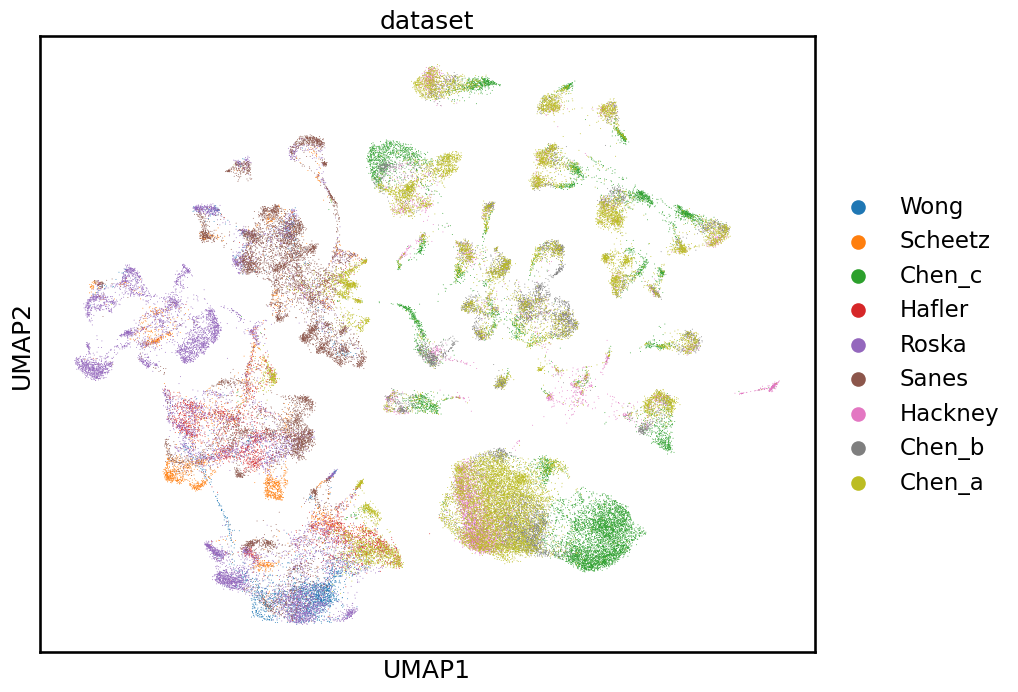 dataset
UMAP2
UMAP1
Wong
Scheetz
Chen_c
Hafler
Roska
Sanes
Hackney
Chen_b
Chen_a